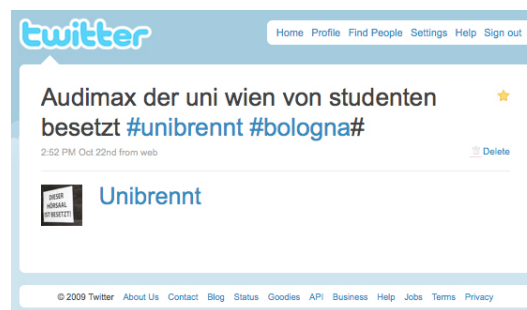 twitter
Home Profile Find People Settings Help Sign out
Audimax der uni wien von studenten
besetzt #unibrennt #bologna#
2:52 PM Oct 22nd from web
Delete
DIESER
HÖRSAAL
IST BESETZT!
Unibrennt
© 2009 Twitter About Us Contact Blog Status Goodies API Business Help Jobs Terms Privacy